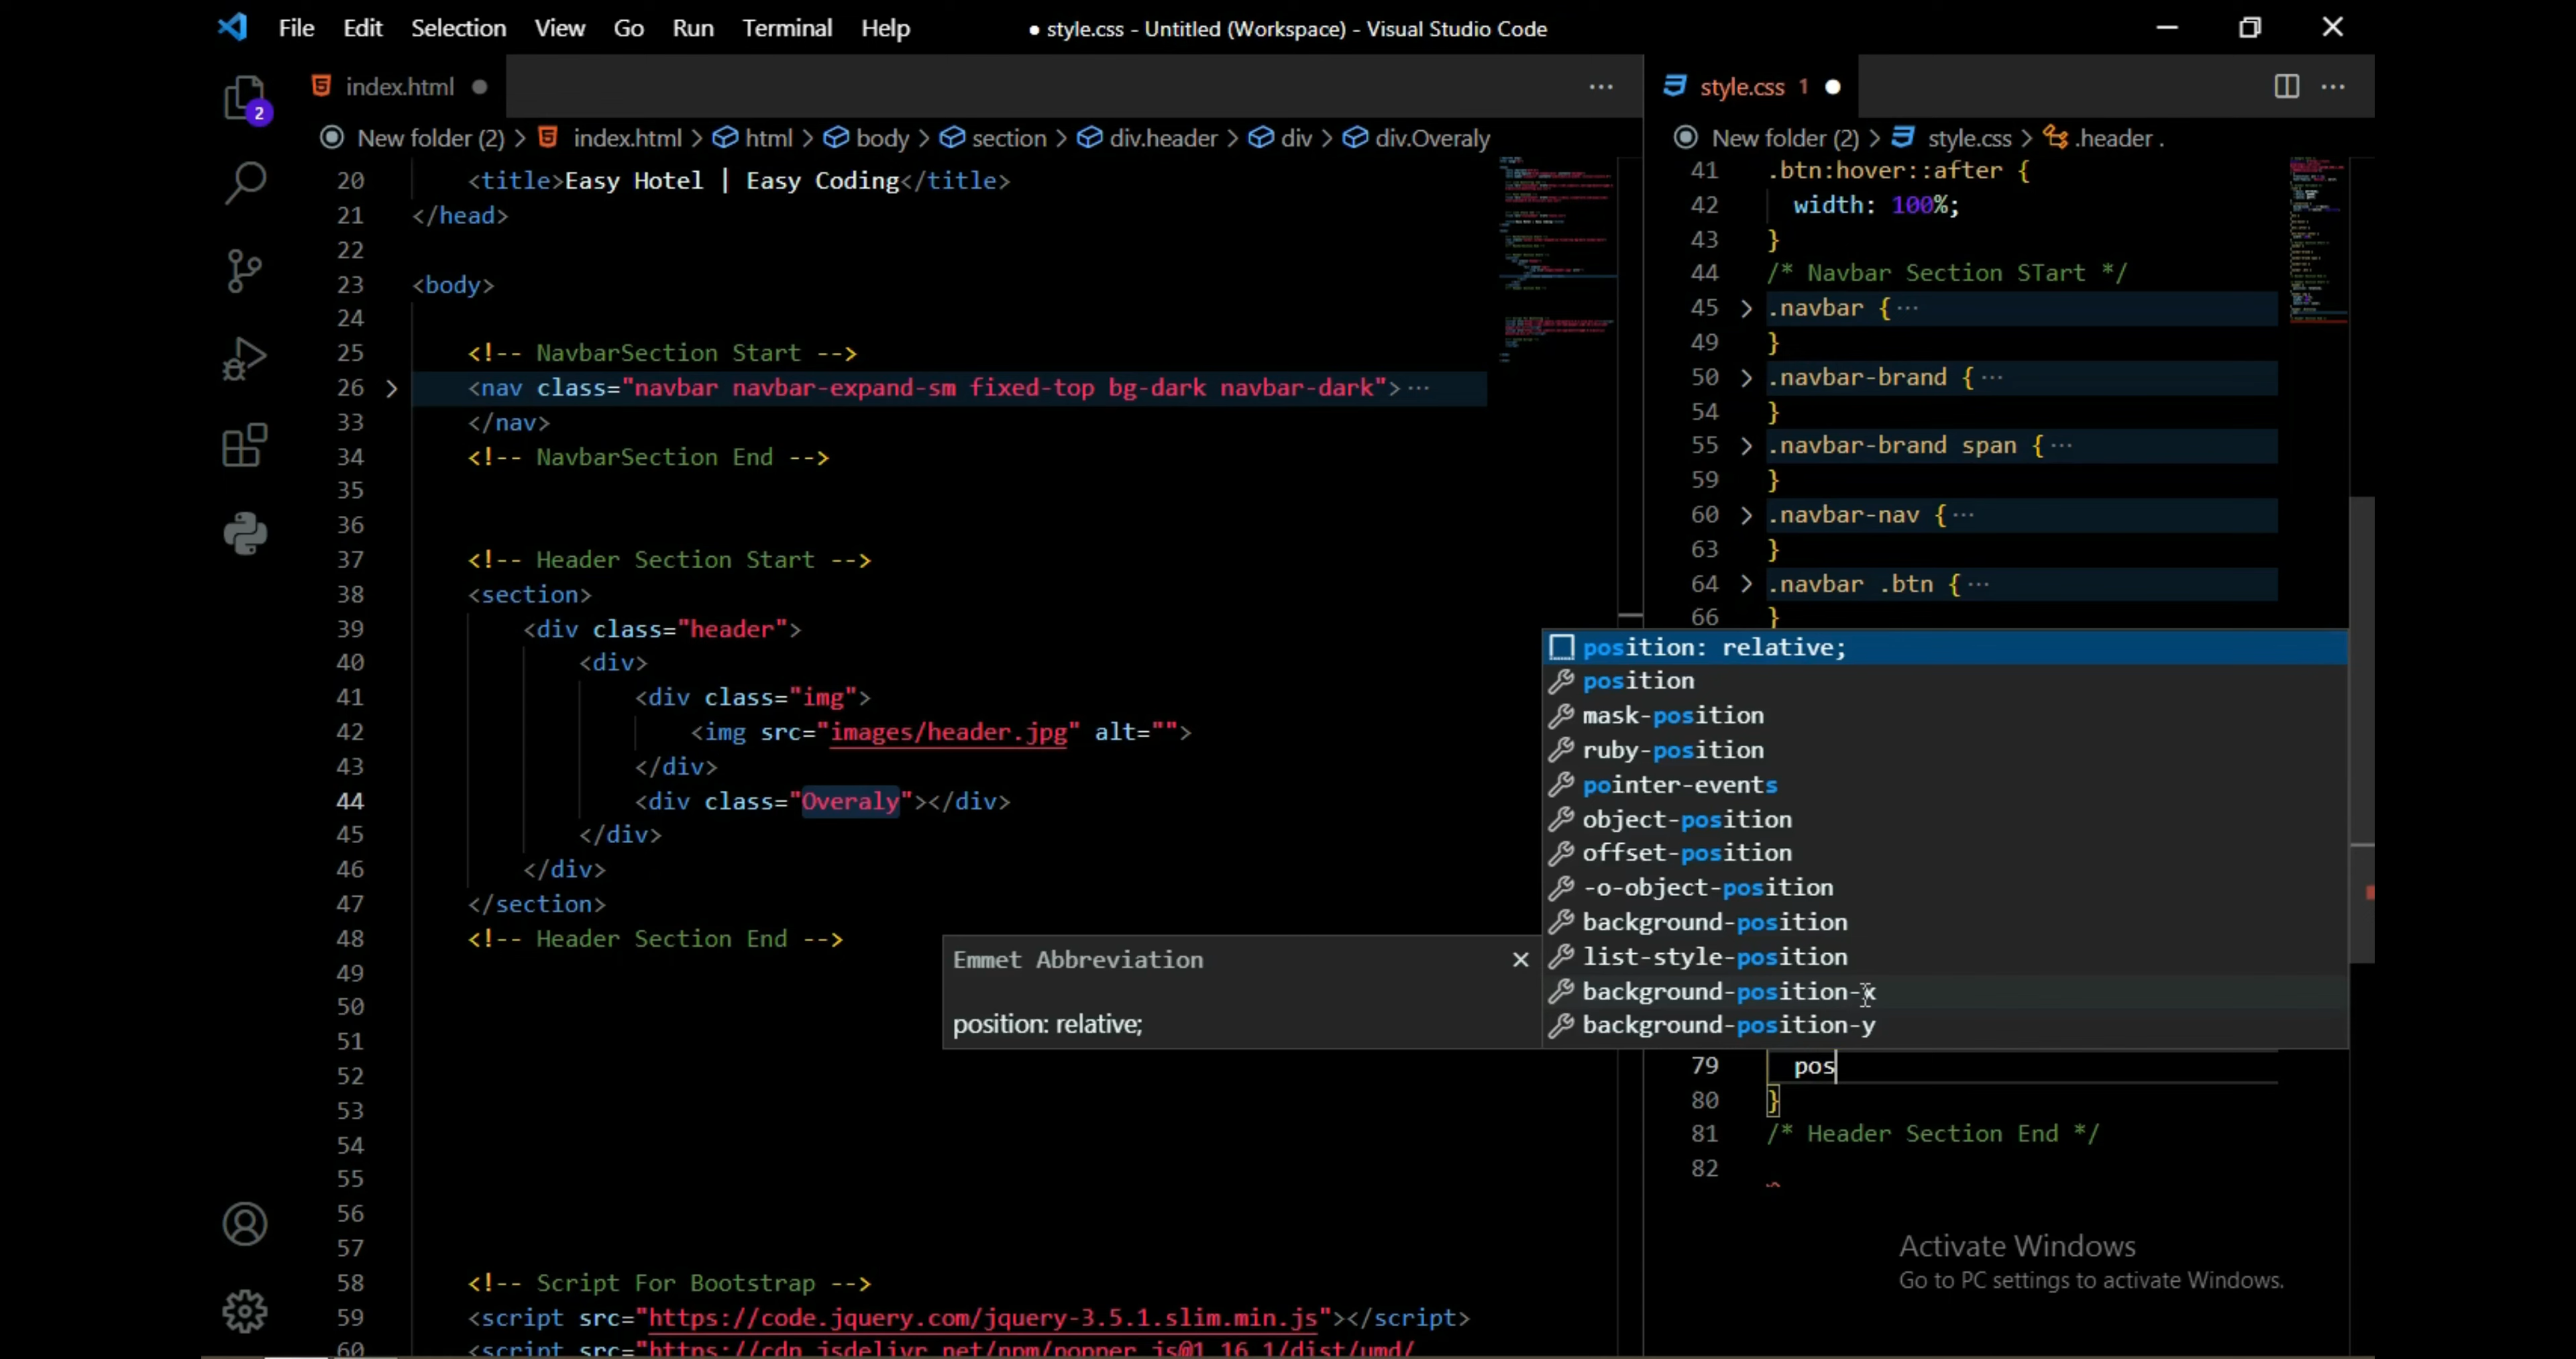 File Edit Selection View Go Run Terminal Help ● style.css - Untitled (Workspace) - Visual Studio Code
index.html ● ···
New folder (2) > index.html > html > body > section > div.header > div > div.Overaly
20 <title>Easy Hotel | Easy Coding</title>
21 </head>
22
23 <body>
24
25 <!-- NavbarSection Start -->
26 > <nav class="navbar navbar-expand-sm fixed-top bg-dark navbar-dark">···
33 </nav>
34 <!-- NavbarSection End -->
35
36
37 <!-- Header Section Start -->
38 <section>
39 <div class="header">
40 <div>
41 <div class="img">
42 <img src="images/header.jpg" alt="">
43 </div>
44 <div class="Overaly"></div>
45 </div>
46 </div>
47 </section>
48 <!-- Header Section End -->
49
50
51
52
53
54
55
56
57
58 <!-- Script For Bootstrap -->
59 <script src="https://code.jquery.com/jquery-3.5.1.slim.min.js"></script>
60 <script src="https://cdn.jsdelivr.net/npm/popper.js@1.16.1/dist/umd/
2
style.css 1 ● ···
New folder (2) > style.css > .header .
41 .btn:hover::after {
42 width: 100%;
43 }
44 /* Navbar Section STart */
45 > .navbar {···
49 }
50 > .navbar-brand {···
54 }
55 > .navbar-brand span {···
59 }
60 > .navbar-nav {···
63 }
64 > .navbar .btn {···
66 }
position: relative;
position
mask-position
ruby-position
pointer-events
object-position
offset-position
-o-object-position
background-position
list-style-position
background-position-x
background-position-y
Emmet Abbreviation ×
position: relative;
79 pos
80 }
81 /* Header Section End */
82
Activate Windows
Go to PC settings to activate Windows.